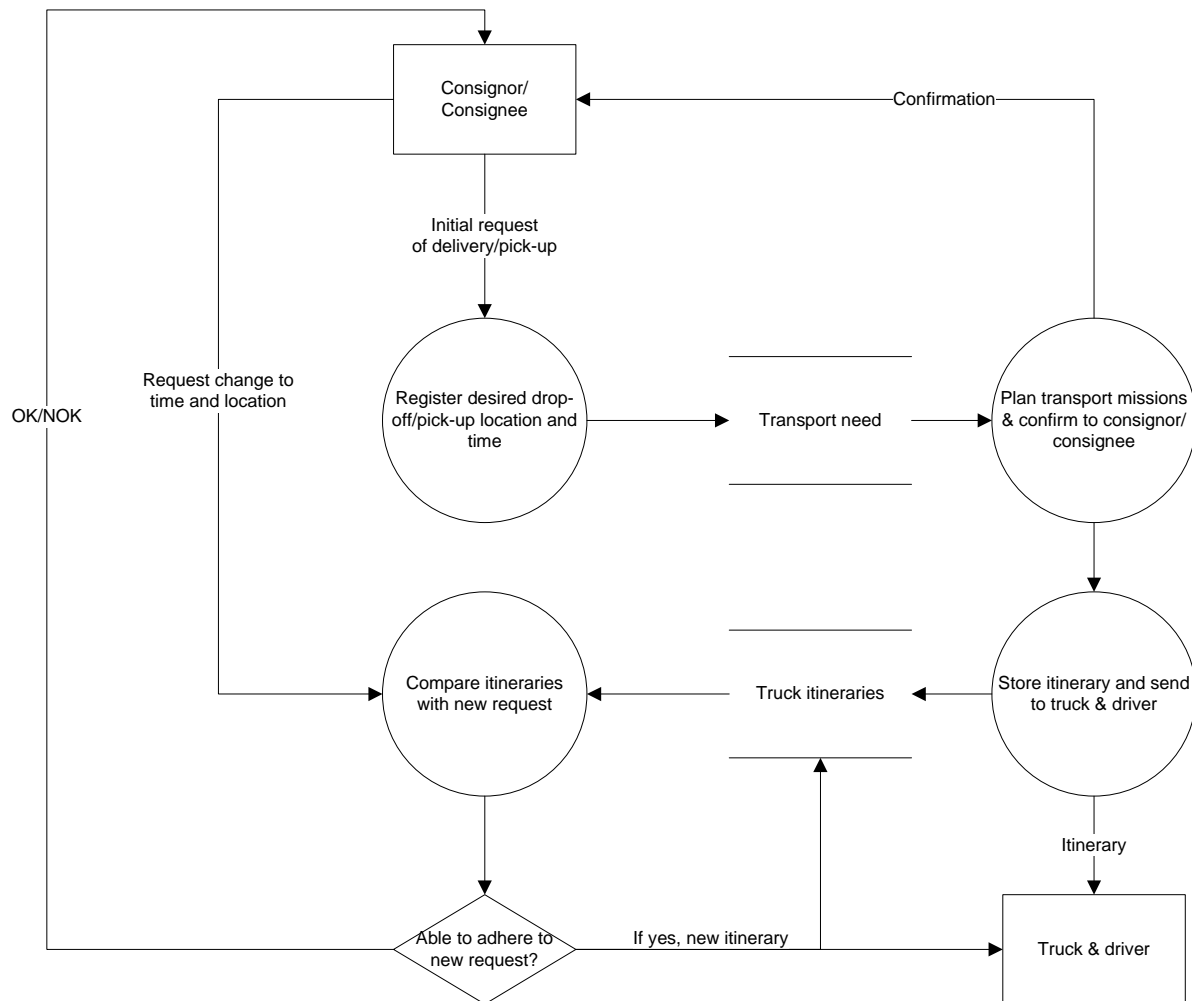 Consignor/
Consignee
Confirmation
Initial request
of delivery/pick-up
Request change to
time and location
OK/NOK
Register desired drop-
off/pick-up location and
time
Transport need
Plan transport missions
& confirm to consignor/
consignee
Compare itineraries
with new request
Truck itineraries
Store itinerary and send
to truck & driver
Itinerary
Able to adhere to
new request?
If yes, new itinerary
Truck & driver